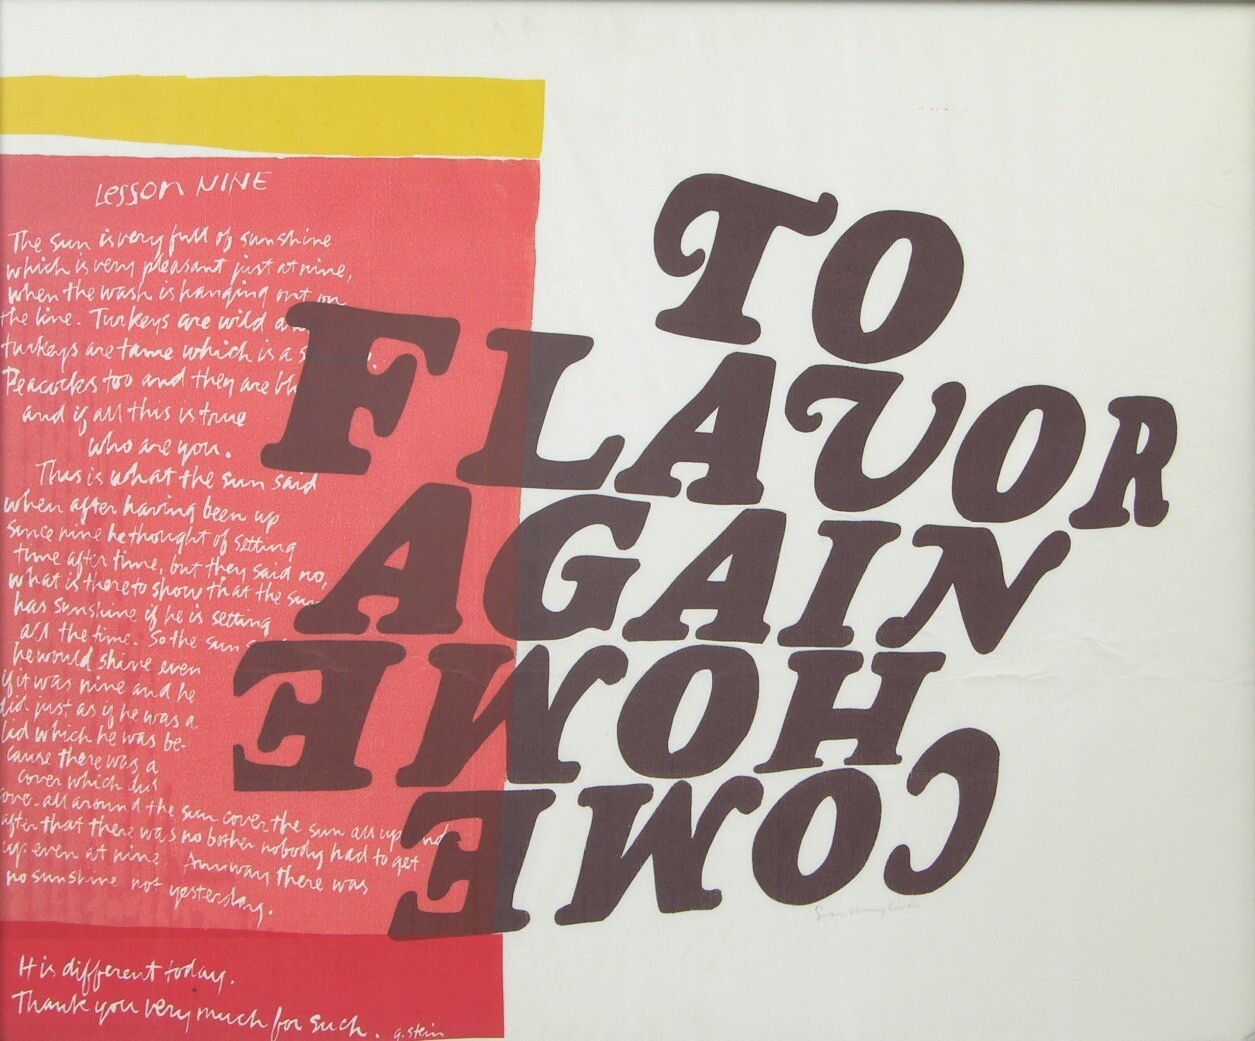 Lesson NINE
The sun is very full of sunshine
which is very pleasant just at nine,
when the wash is hanging out on
the line. Turkeys are wild and
turkeys are tame which is a
Peacocks too and they are
and if all this is true
who are you.
This is what the sun said
when after having been up
since nine he thought of setting
time after time, but they said no,
what is there to show that the sun
has sunshine if he is setting
all the time. So the sun
he would shine even
if it was nine and he
did just as if he was a
lid which he was be-
cause there was a
cover which
over all around the sun cover the sun all up and
after that there was no bother nobody had to get
up even at nine. Anyway there was
no sunshine not yesterday.
H is different today.
Thank you very much for such. G. Stein
TO
FLAVOR
AGAIN
HOME
COME